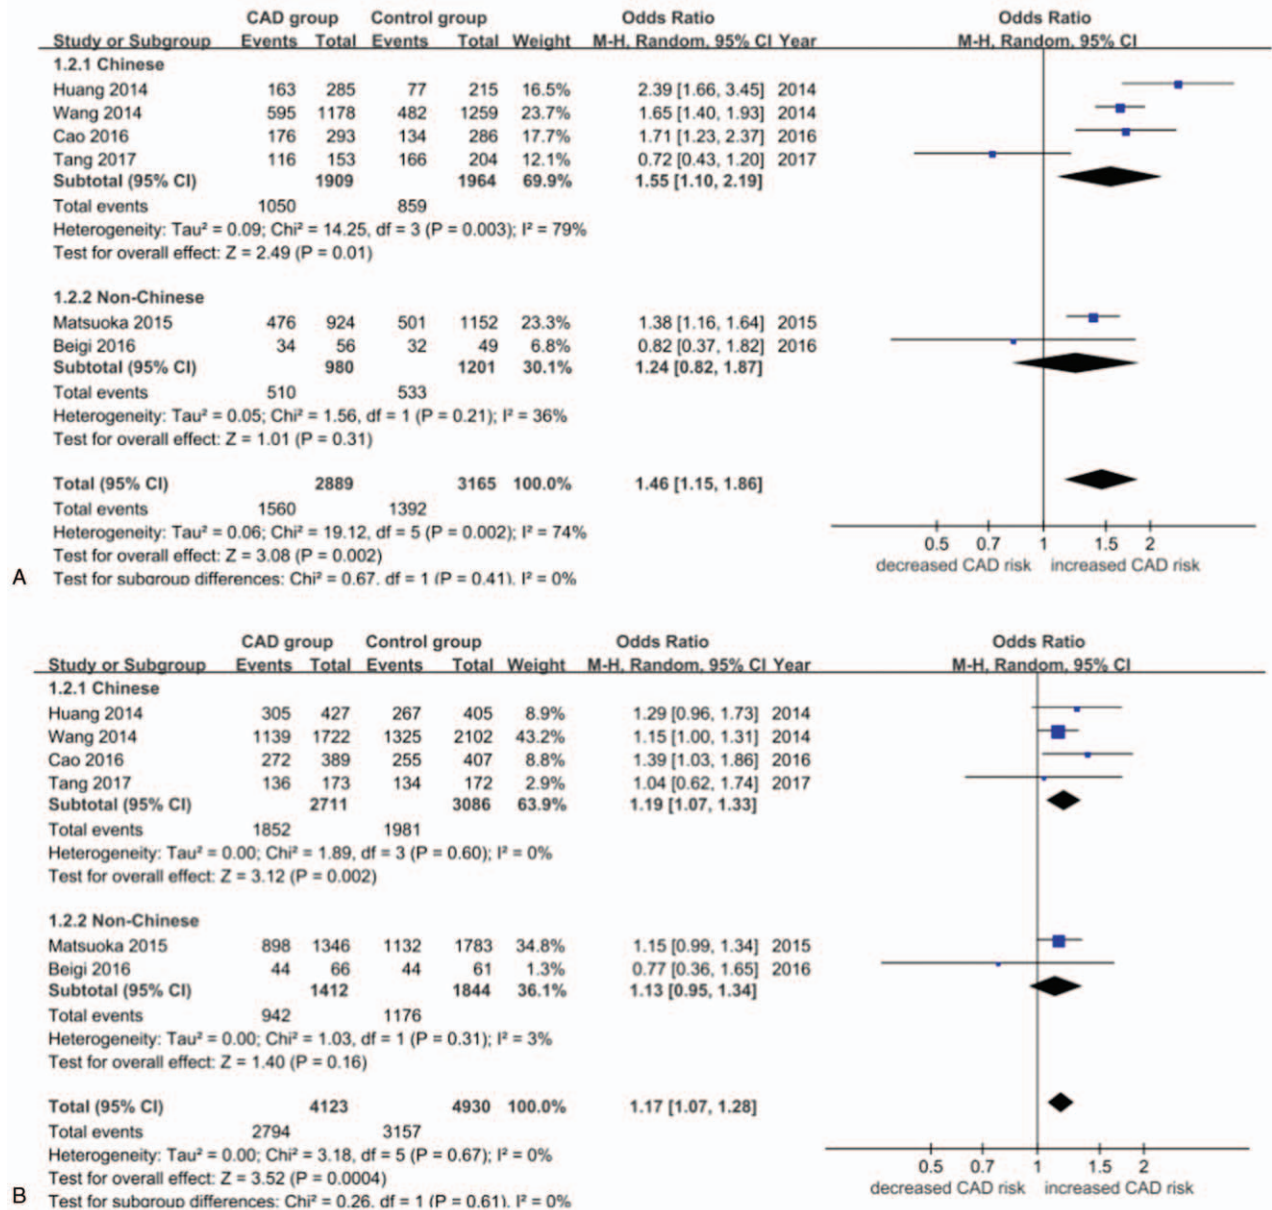 CAD group Control group Odds Ratio Odds Ratio
Study or Subgroup Events Total Events Total Weight M-H, Random, 95% CI Year M-H, Random, 95% CI
1.2.1 Chinese
Huang 2014 163 285 77 215 16.5% 2.39 [1.66, 3.45] 2014
Wang 2014 595 1178 482 1259 23.7% 1.65 [1.40, 1.93] 2014
Cao 2016 176 293 134 286 17.7% 1.71 [1.23, 2.37] 2016
Tang 2017 116 153 166 204 12.1% 0.72 [0.43, 1.20] 2017
Subtotal (95% CI) 1909 1964 69.9% 1.55 [1.10, 2.19]
Total events 1050 859
Heterogeneity: Tau² = 0.09; Chi² = 14.25, df = 3 (P = 0.003); I² = 79%
Test for overall effect: Z = 2.49 (P = 0.01)
1.2.2 Non-Chinese
Matsuoka 2015 476 924 501 1152 23.3% 1.38 [1.16, 1.64] 2015
Beigi 2016 34 56 32 49 6.8% 0.82 [0.37, 1.82] 2016
Subtotal (95% CI) 980 1201 30.1% 1.24 [0.82, 1.87]
Total events 510 533
Heterogeneity: Tau² = 0.05; Chi² = 1.56, df = 1 (P = 0.21); I² = 36%
Test for overall effect: Z = 1.01 (P = 0.31)
Total (95% CI) 2889 3165 100.0% 1.46 [1.15, 1.86]
Total events 1560 1392
Heterogeneity: Tau² = 0.06; Chi² = 19.12, df = 5 (P = 0.002); I² = 74%
Test for overall effect: Z = 3.08 (P = 0.002)
Test for subgroup differences: Chi² = 0.67, df = 1 (P = 0.41), I² = 0%
0.5 0.7 1 1.5 2
decreased CAD risk increased CAD risk
A
CAD group Control group Odds Ratio Odds Ratio
Study or Subgroup Events Total Events Total Weight M-H, Random, 95% CI Year M-H, Random, 95% CI
1.2.1 Chinese
Huang 2014 305 427 267 405 8.9% 1.29 [0.96, 1.73] 2014
Wang 2014 1139 1722 1325 2102 43.2% 1.15 [1.00, 1.31] 2014
Cao 2016 272 389 255 407 8.8% 1.39 [1.03, 1.86] 2016
Tang 2017 136 173 134 172 2.9% 1.04 [0.62, 1.74] 2017
Subtotal (95% CI) 2711 3086 63.9% 1.19 [1.07, 1.33]
Total events 1852 1981
Heterogeneity: Tau² = 0.00; Chi² = 1.89, df = 3 (P = 0.60); I² = 0%
Test for overall effect: Z = 3.12 (P = 0.002)
1.2.2 Non-Chinese
Matsuoka 2015 898 1346 1132 1783 34.8% 1.15 [0.99, 1.34] 2015
Beigi 2016 44 66 44 61 1.3% 0.77 [0.36, 1.65] 2016
Subtotal (95% CI) 1412 1844 36.1% 1.13 [0.95, 1.34]
Total events 942 1176
Heterogeneity: Tau² = 0.00; Chi² = 1.03, df = 1 (P = 0.31); I² = 3%
Test for overall effect: Z = 1.40 (P = 0.16)
Total (95% CI) 4123 4930 100.0% 1.17 [1.07, 1.28]
Total events 2794 3157
Heterogeneity: Tau² = 0.00; Chi² = 3.18, df = 5 (P = 0.67); I² = 0%
Test for overall effect: Z = 3.52 (P = 0.0004)
Test for subgroup differences: Chi² = 0.26, df = 1 (P = 0.61), I² = 0%
0.5 0.7 1 1.5 2
decreased CAD risk increased CAD risk
B